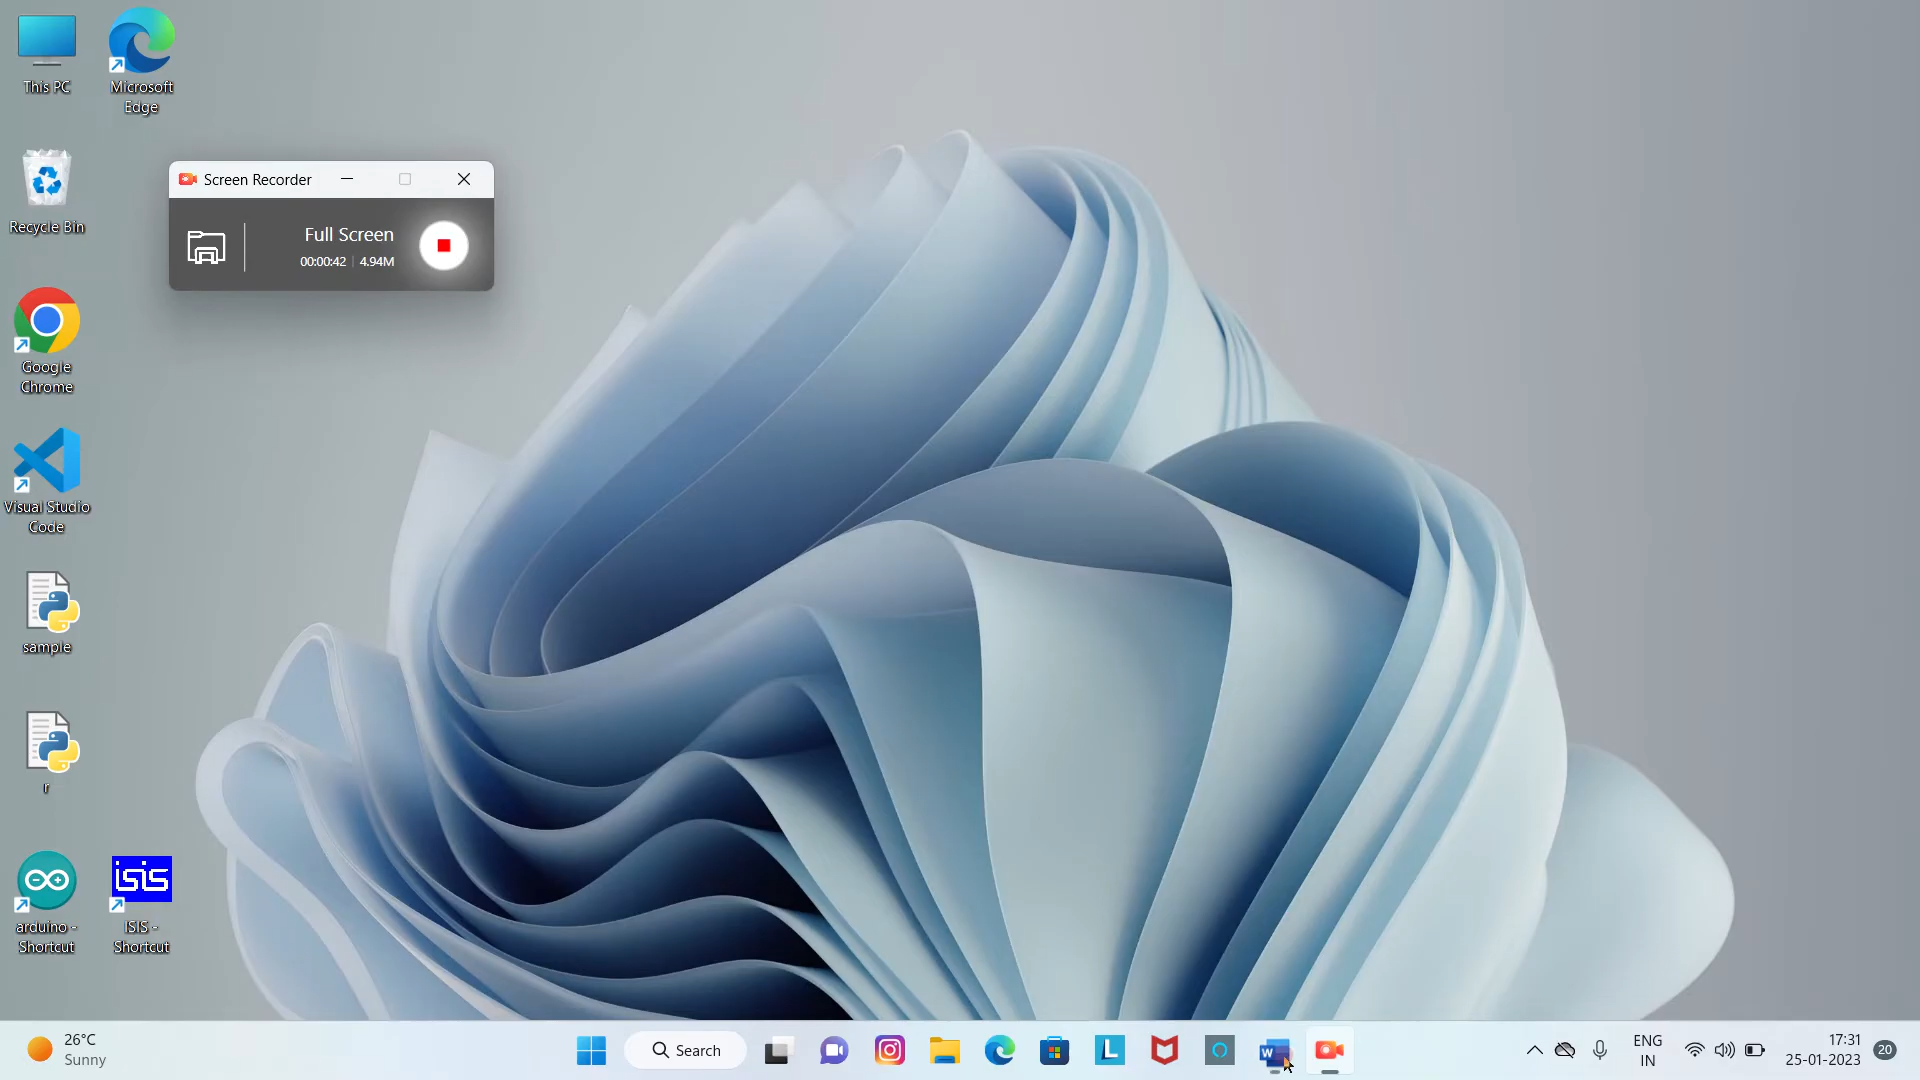 This PC
Microsoft
Edge
Screen Recorder
Full Screen
00:00:42 | 4.94M
Recycle Bin
Google
Chrome
Visual Studio
Code
sample
r
arduino -
Shortcut
isis
ISIS -
Shortcut
26°C
Sunny
Search
L
W
ENG
IN
17:31
25-01-2023
20